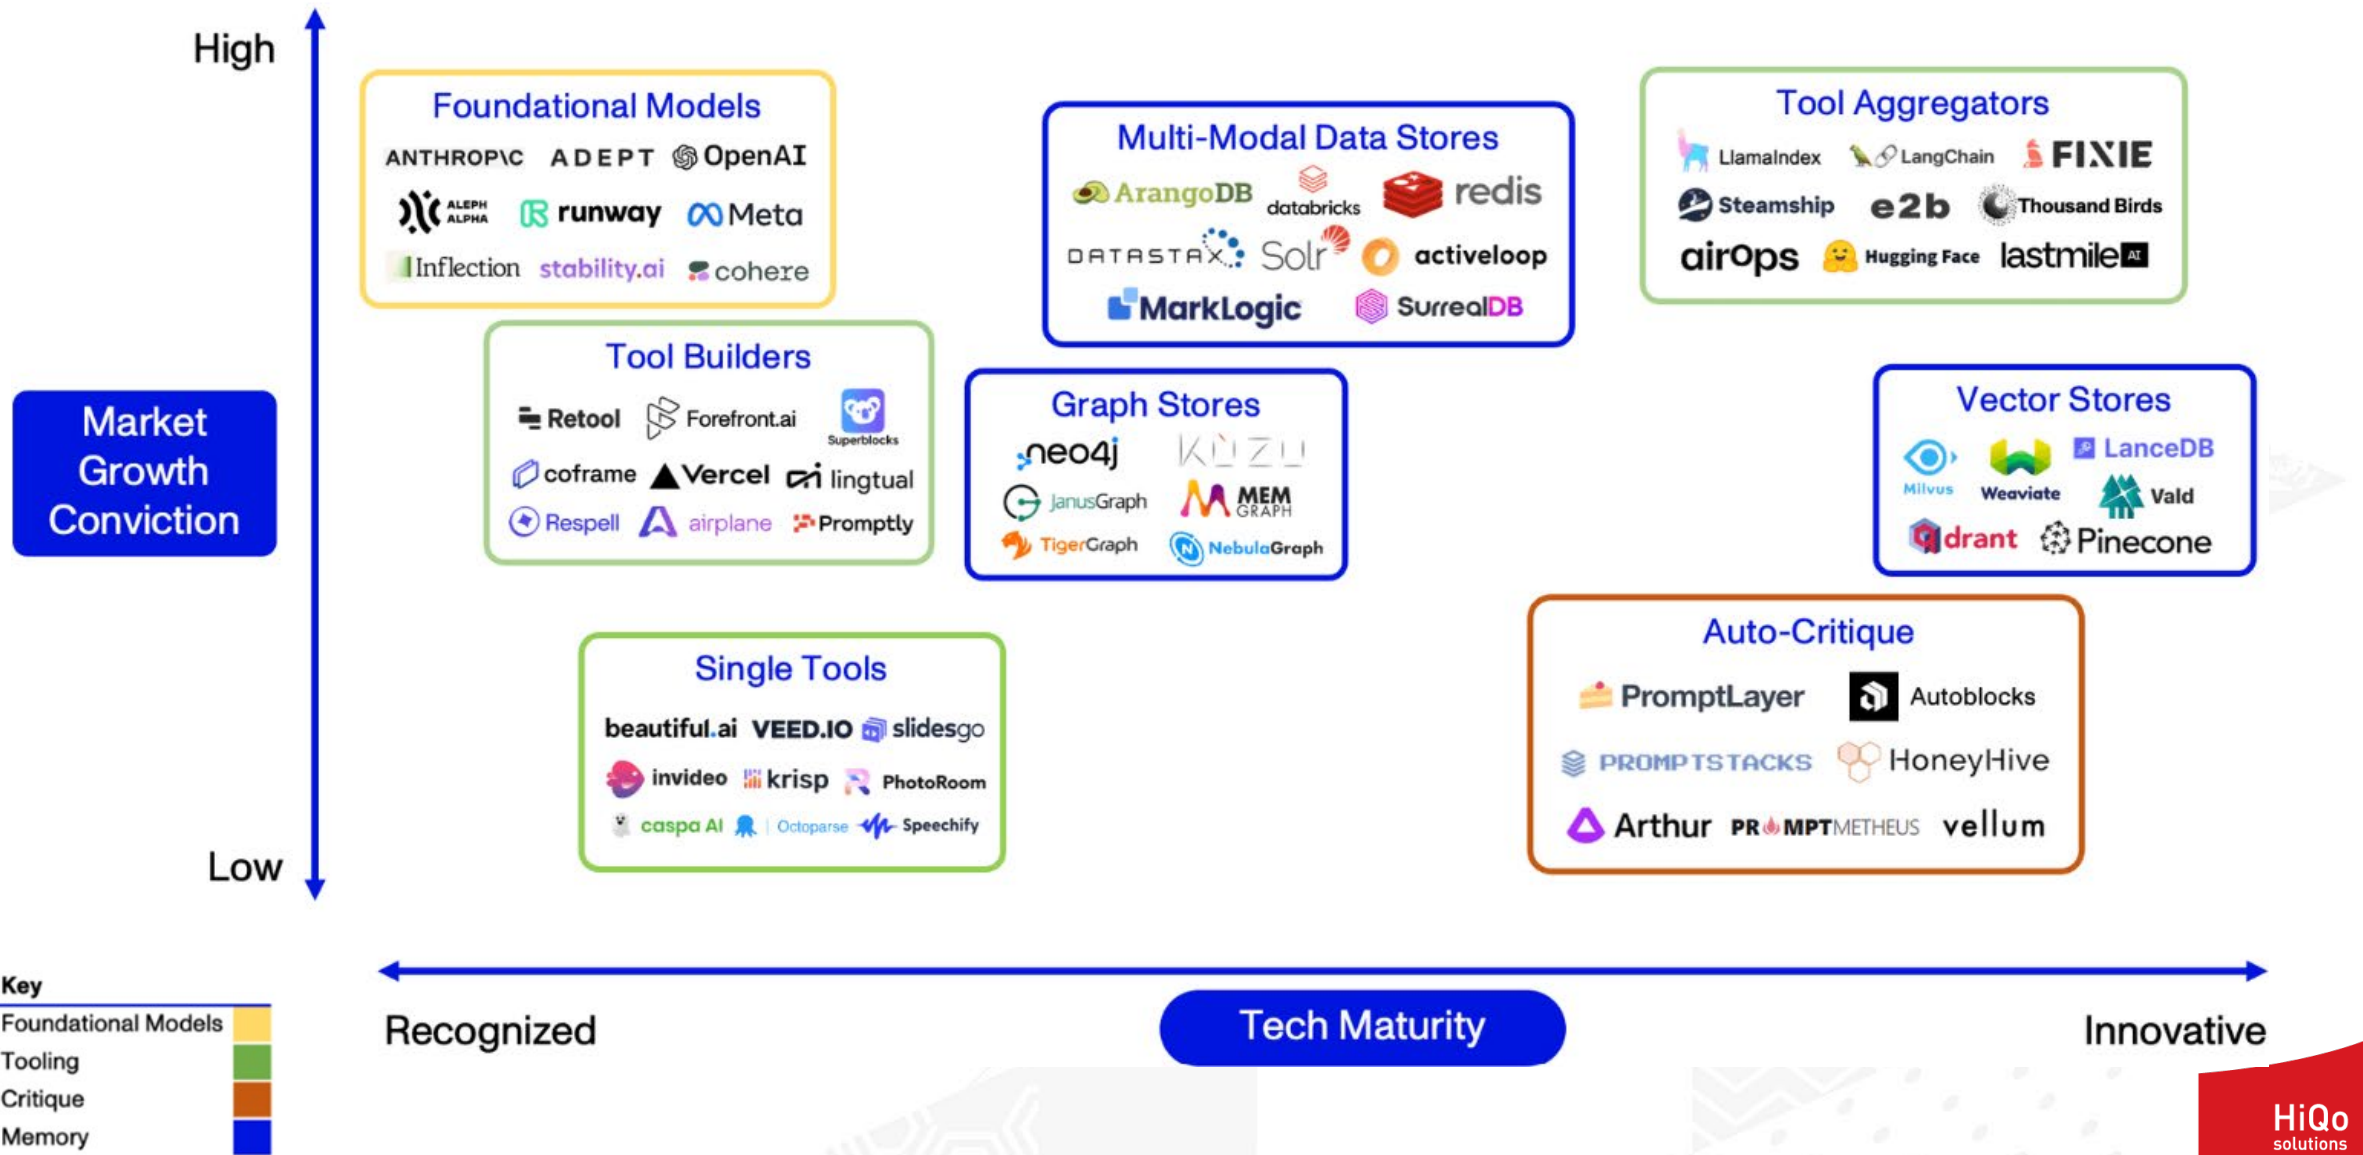 High
Foundational Models
ANTHROP\C ADEPT OpenAI
ALEPH ALPHA runway Meta
Inflection stability.ai cohere
Multi-Modal Data Stores
ArangoDB databricks redis
DATASTAX Solr activeloop
MarkLogic SurrealDB
Tool Aggregators
LlamaIndex LangChain FIXIE
Steamship e2b Thousand Birds
airOps Hugging Face lastmile AI
Tool Builders
Retool Forefront.ai Superblocks
coframe Vercel lingtual
Respell airplane Promptly
Graph Stores
neo4j KÙZU
JanusGraph MEMGRAPH
TigerGraph NebulaGraph
Vector Stores
Milvus Weaviate LanceDB
Vald
qdrant Pinecone
Market
Growth
Conviction
Single Tools
beautiful.ai VEED.IO slidesgo
invideo krisp PhotoRoom
caspa AI Octoparse Speechify
Auto-Critique
PromptLayer Autoblocks
PROMPTSTACKS HoneyHive
Arthur PROMPTMETHEUS vellum
Low
Recognized
Tech Maturity
Innovative
Key
Foundational Models
Tooling
Critique
Memory
HiQo
solutions